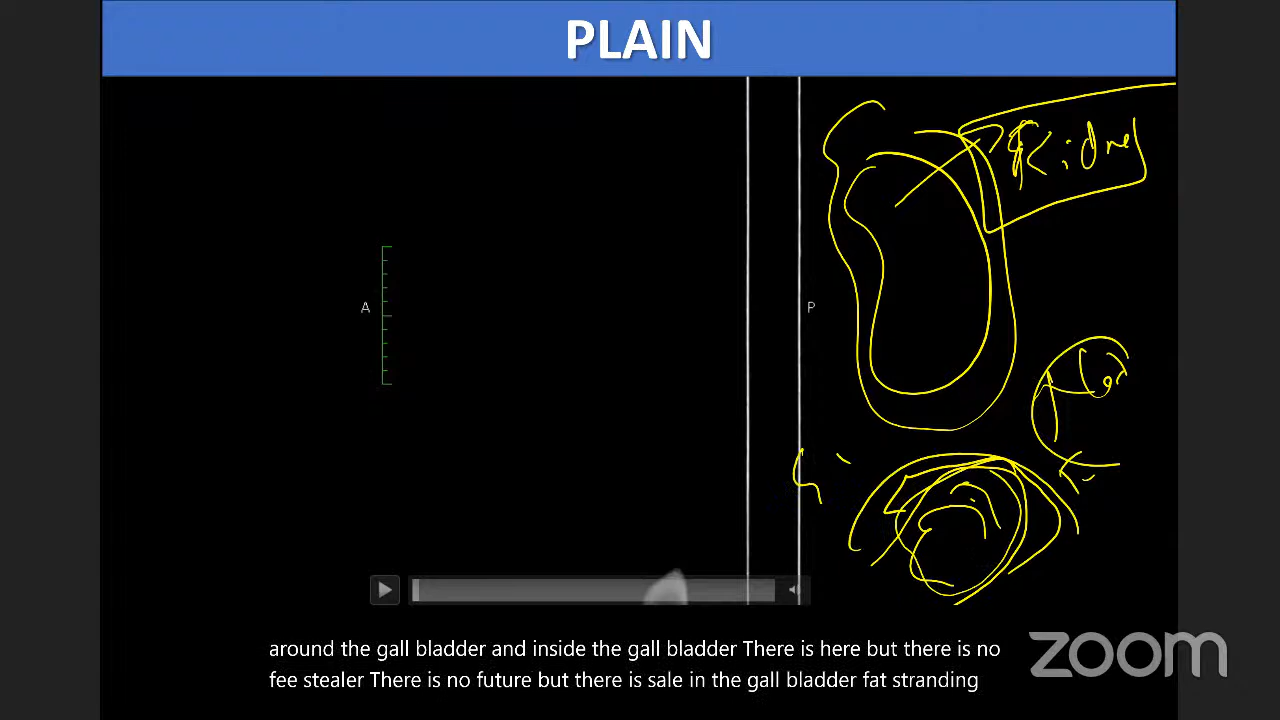 PLAIN
Kidney
A
P
around the gall bladder and inside the gall bladder There is here but there is no
fee stealer There is no future but there is sale in the gall bladder fat stranding
zoom